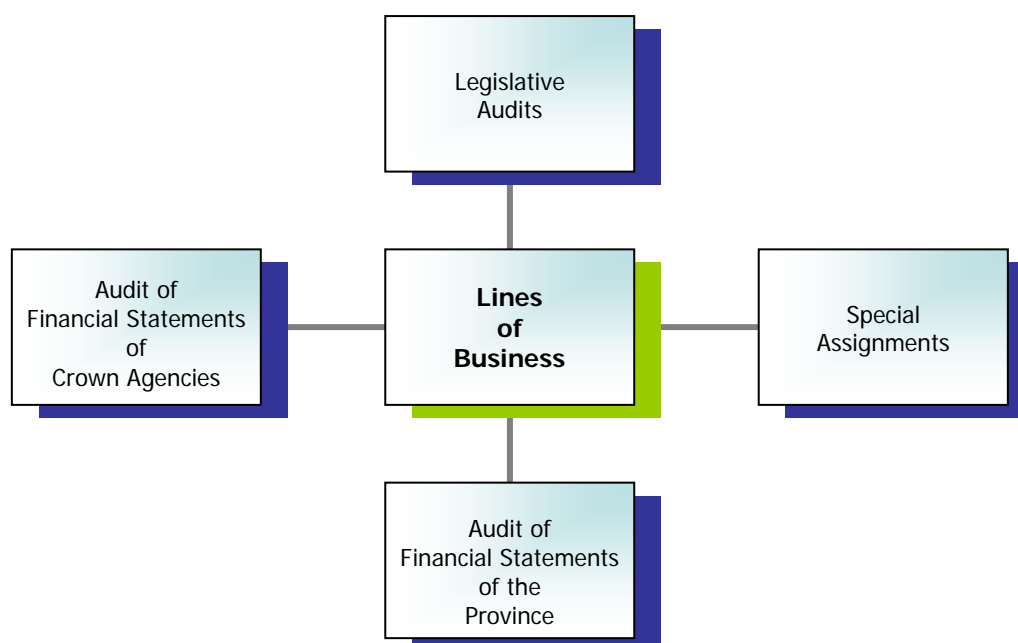 Legislative
Audits
Audit of
Financial Statements
of
Crown Agencies
Lines
of
Business
Special
Assignments
Audit of
Financial Statements
of the
Province